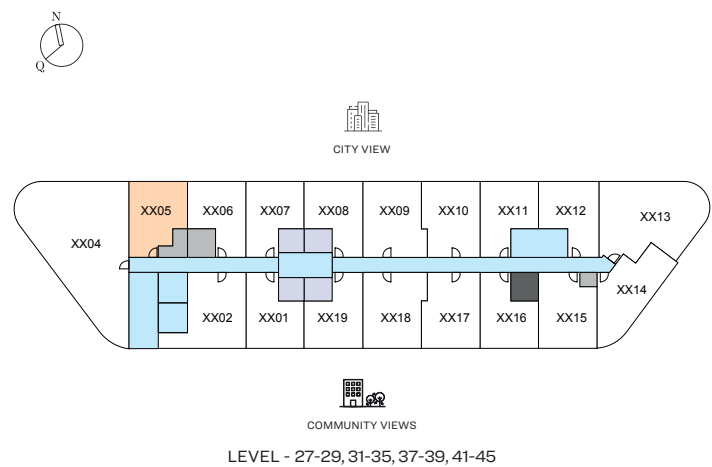 N
Q
CITY VIEW
XX05 XX06 XX07 XX08 XX09 XX10 XX11 XX12
XX13
XX04
XX14
XX02 XX01 XX19 XX18 XX17 XX16 XX15
COMMUNITY VIEWS
LEVEL - 27-29, 31-35, 37-39, 41-45